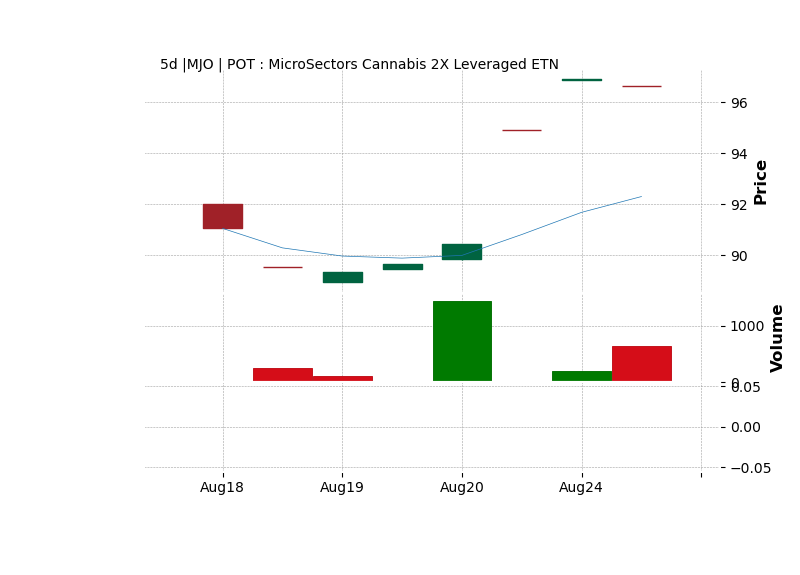 5d |MJO | POT : MicroSectors Cannabis 2X Leveraged ETN
96
94
92
90
Price
1000
0
Volume
0.05
0.00
−0.05
Aug18 Aug19 Aug20 Aug24